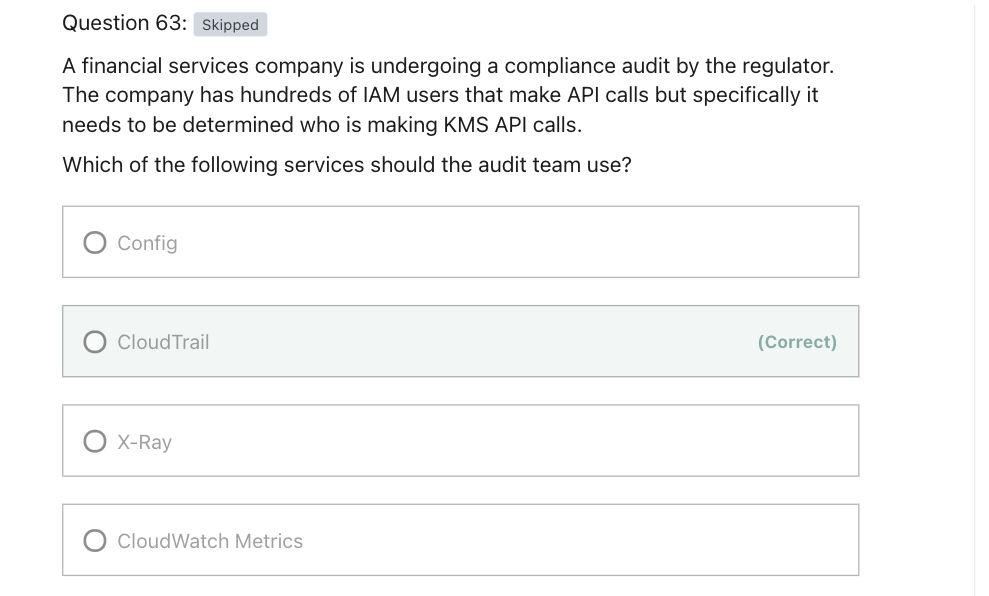 Question 63: Skipped
A financial services company is undergoing a compliance audit by the regulator.
The company has hundreds of IAM users that make API calls but specifically it
needs to be determined who is making KMS API calls.
Which of the following services should the audit team use?
Config
CloudTrail (Correct)
X-Ray
CloudWatch Metrics